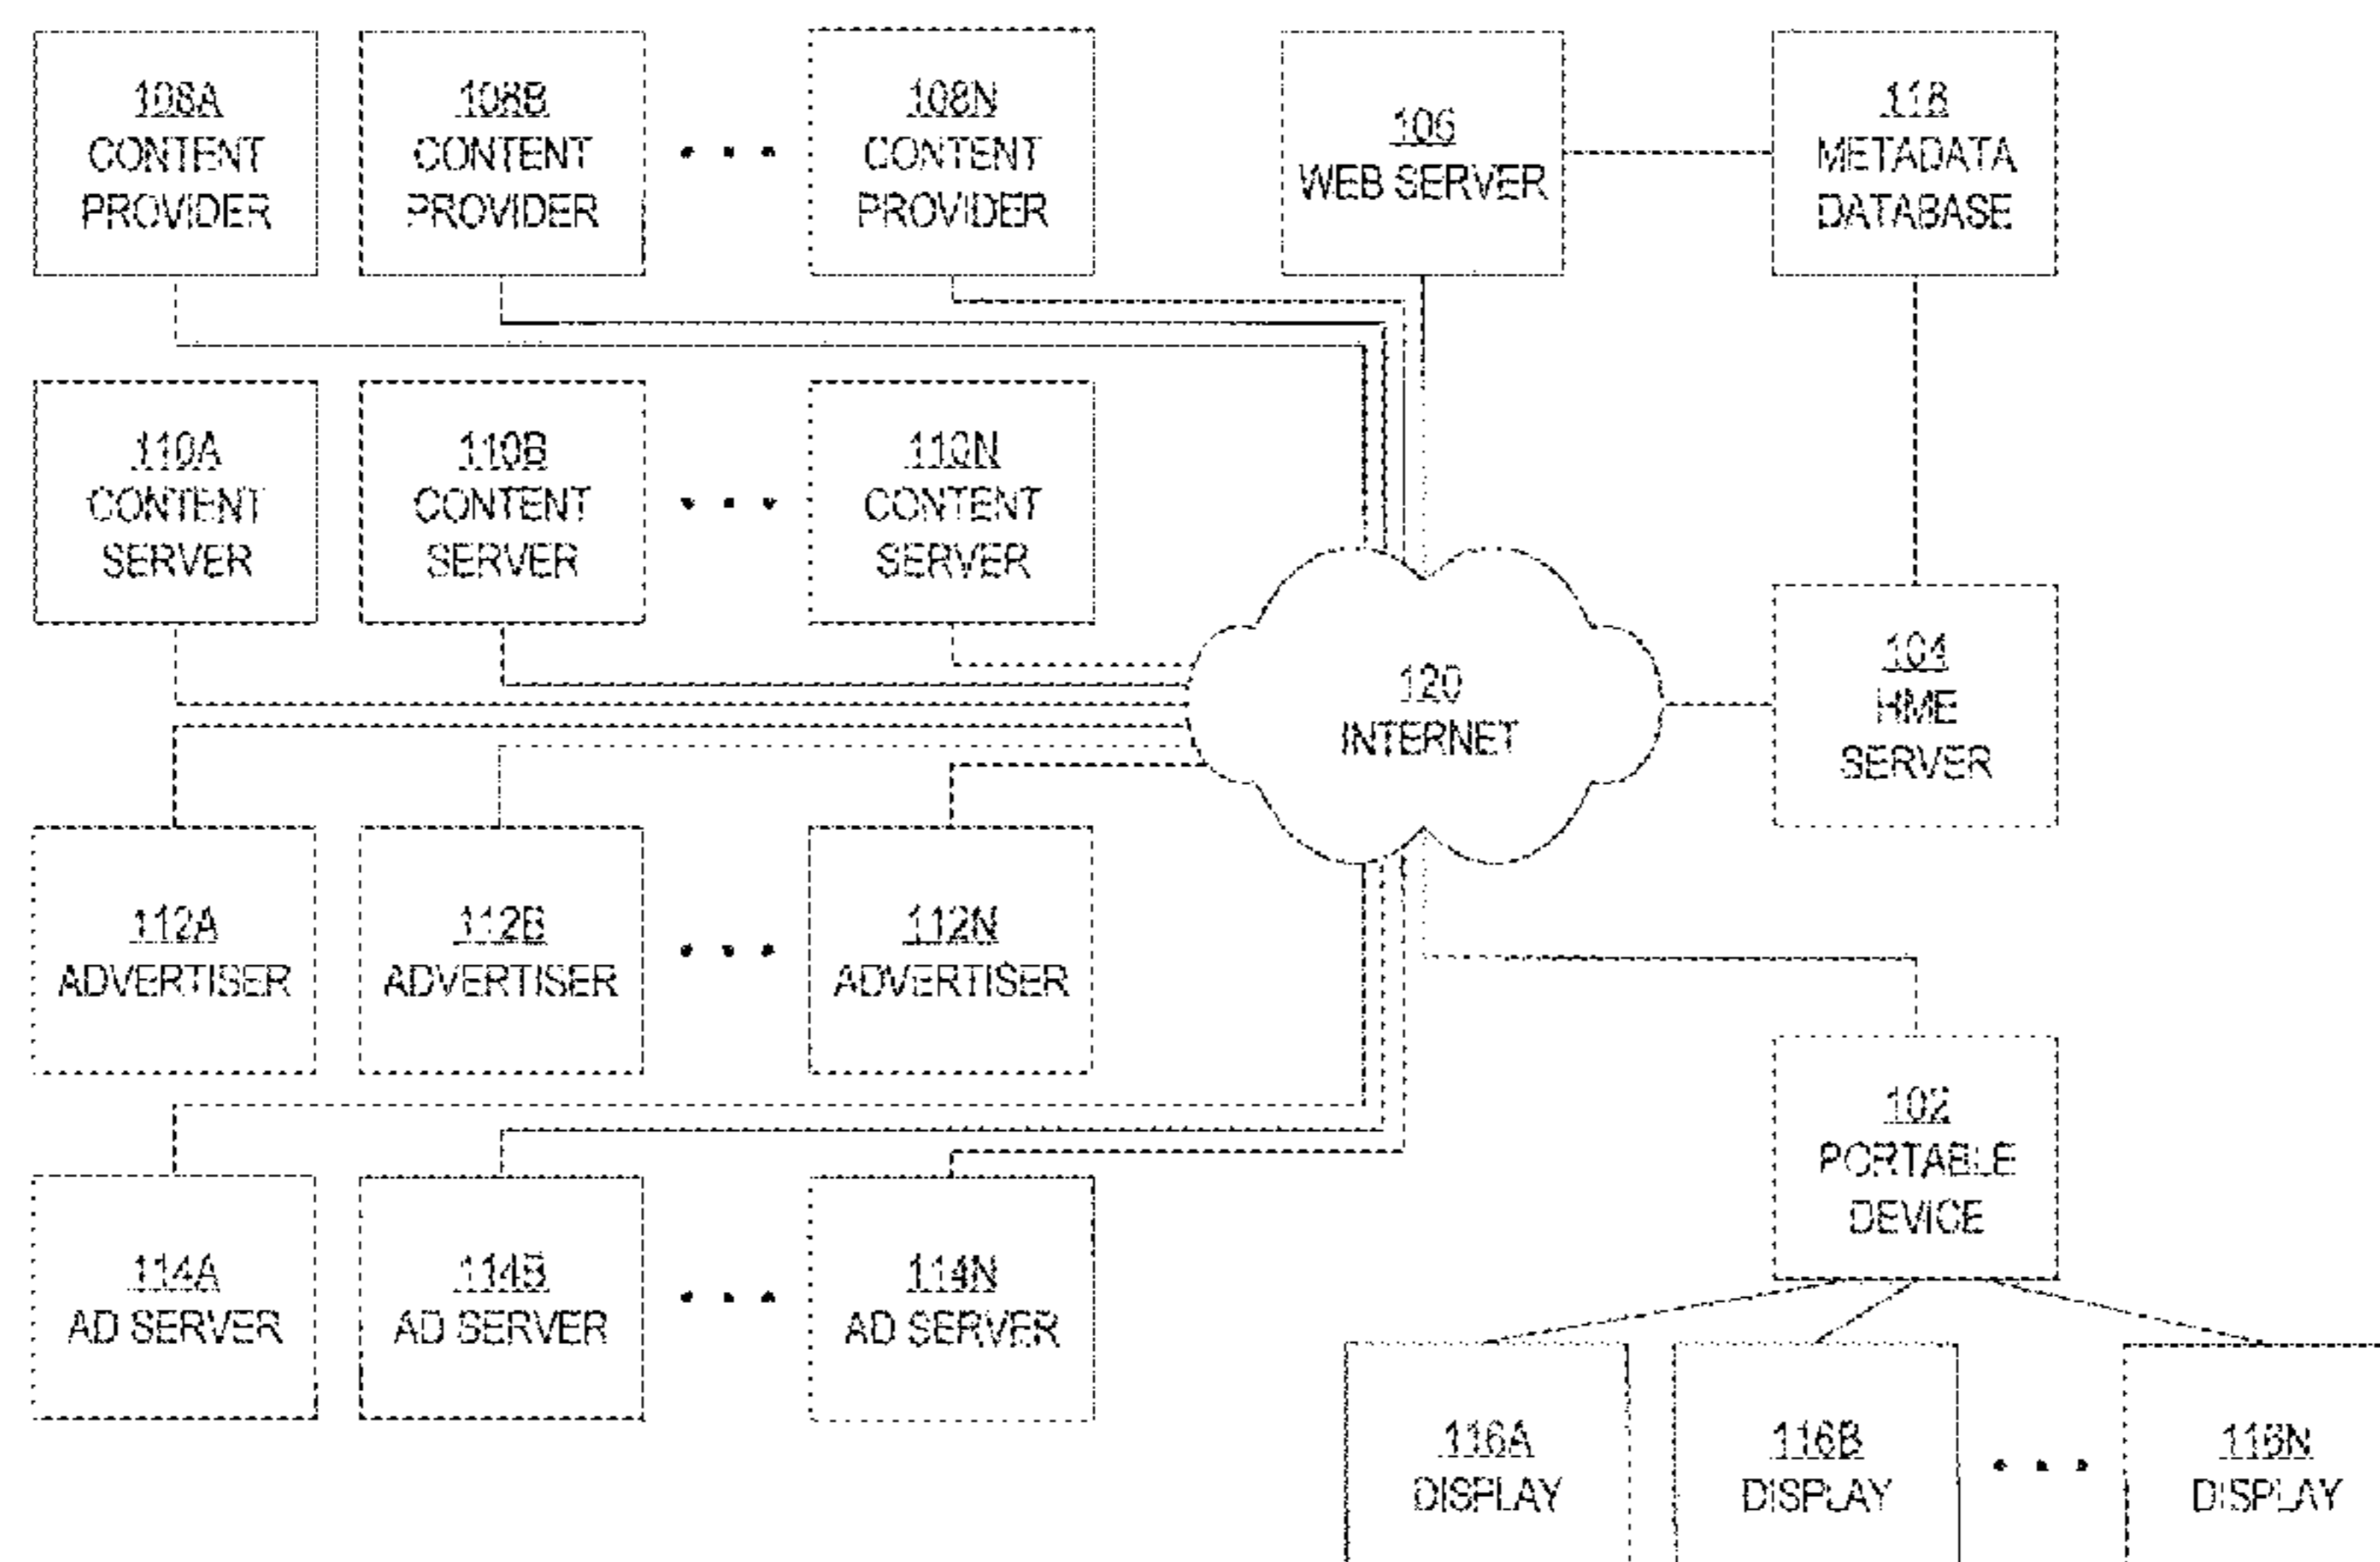 108A
CONTENT
PROVIDER
108B
CONTENT
PROVIDER
• • •
108N
CONTENT
PROVIDER
106
WEB SERVER
118
METADATA
DATABASE
110A
CONTENT
SERVER
110B
CONTENT
SERVER
• • •
110N
CONTENT
SERVER
120
INTERNET
104
HME
SERVER
112A
ADVERTISER
112B
ADVERTISER
• • •
112N
ADVERTISER
102
PORTABLE
DEVICE
114A
AD SERVER
114B
AD SERVER
• • •
114N
AD SERVER
116A
DISPLAY
116B
DISPLAY
• • •
116N
DISPLAY